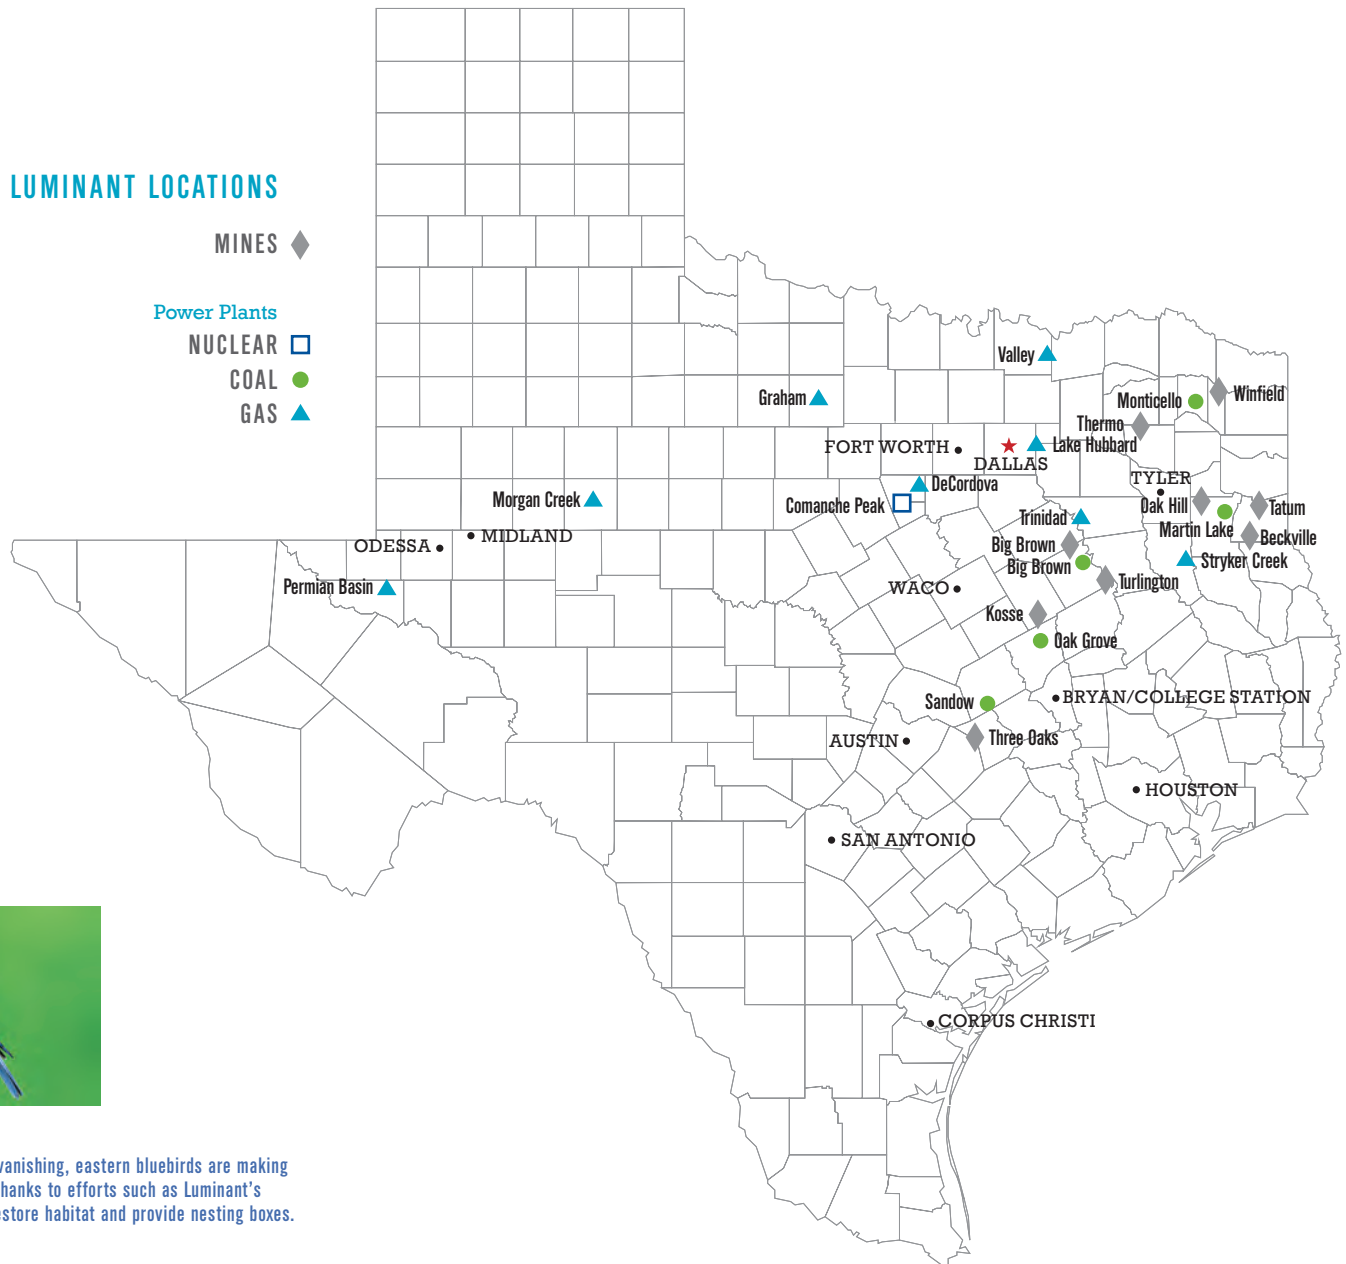 LUMINANT LOCATIONS
MINES
Power Plants
NUCLEAR
COAL
GAS
Valley
Graham
Monticello
Winfield
Thermo
FORT WORTH
Lake Hubbard
DALLAS
TYLER
DeCordova
Morgan Creek
Comanche Peak
Oak Hill
Tatum
Trinidad
Martin Lake
Beckville
MIDLAND
ODESSA
Big Brown
Big Brown
Stryker Creek
Turlington
Permian Basin
WACO
Kosse
Oak Grove
Sandow
BRYAN/COLLEGE STATION
AUSTIN
Three Oaks
HOUSTON
SAN ANTONIO
CORPUS CHRISTI
vanishing, eastern bluebirds are making
hanks to efforts such as Luminant's
estore habitat and provide nesting boxes.